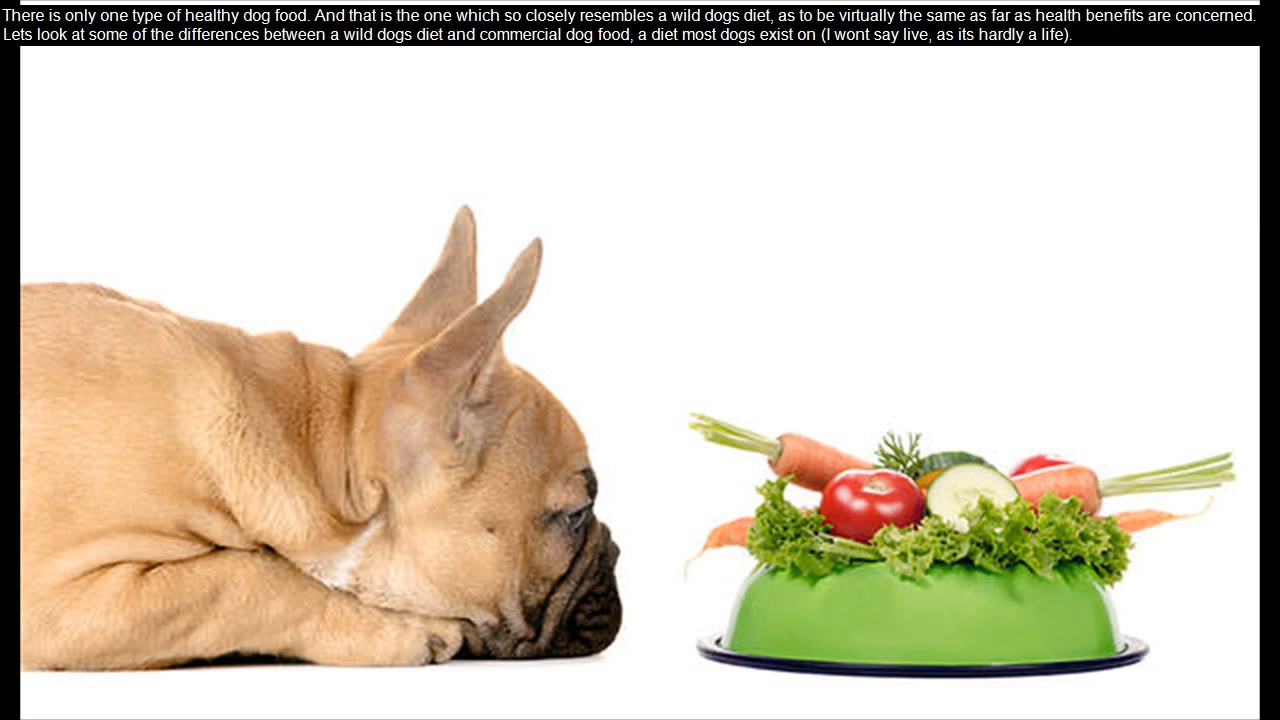 There is only one type of healthy dog food. And that is the one which so closely resembles a wild dogs diet, as to be virtually the same as far as health benefits are concerned.
Lets look at some of the differences between a wild dogs diet and commercial dog food, a diet most dogs exist on (I wont say live, as its hardly a life).